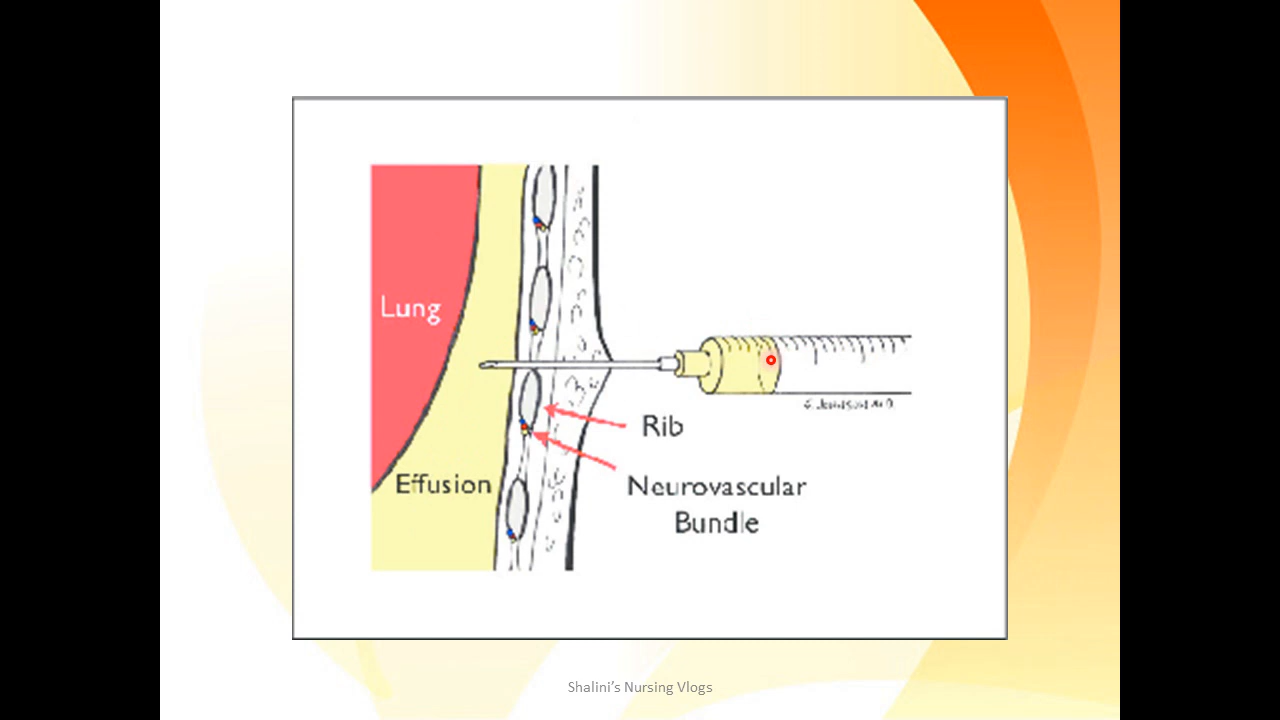 Lung
Rib
Effusion
Neurovascular
Bundle
Shalini's Nursing Vlogs